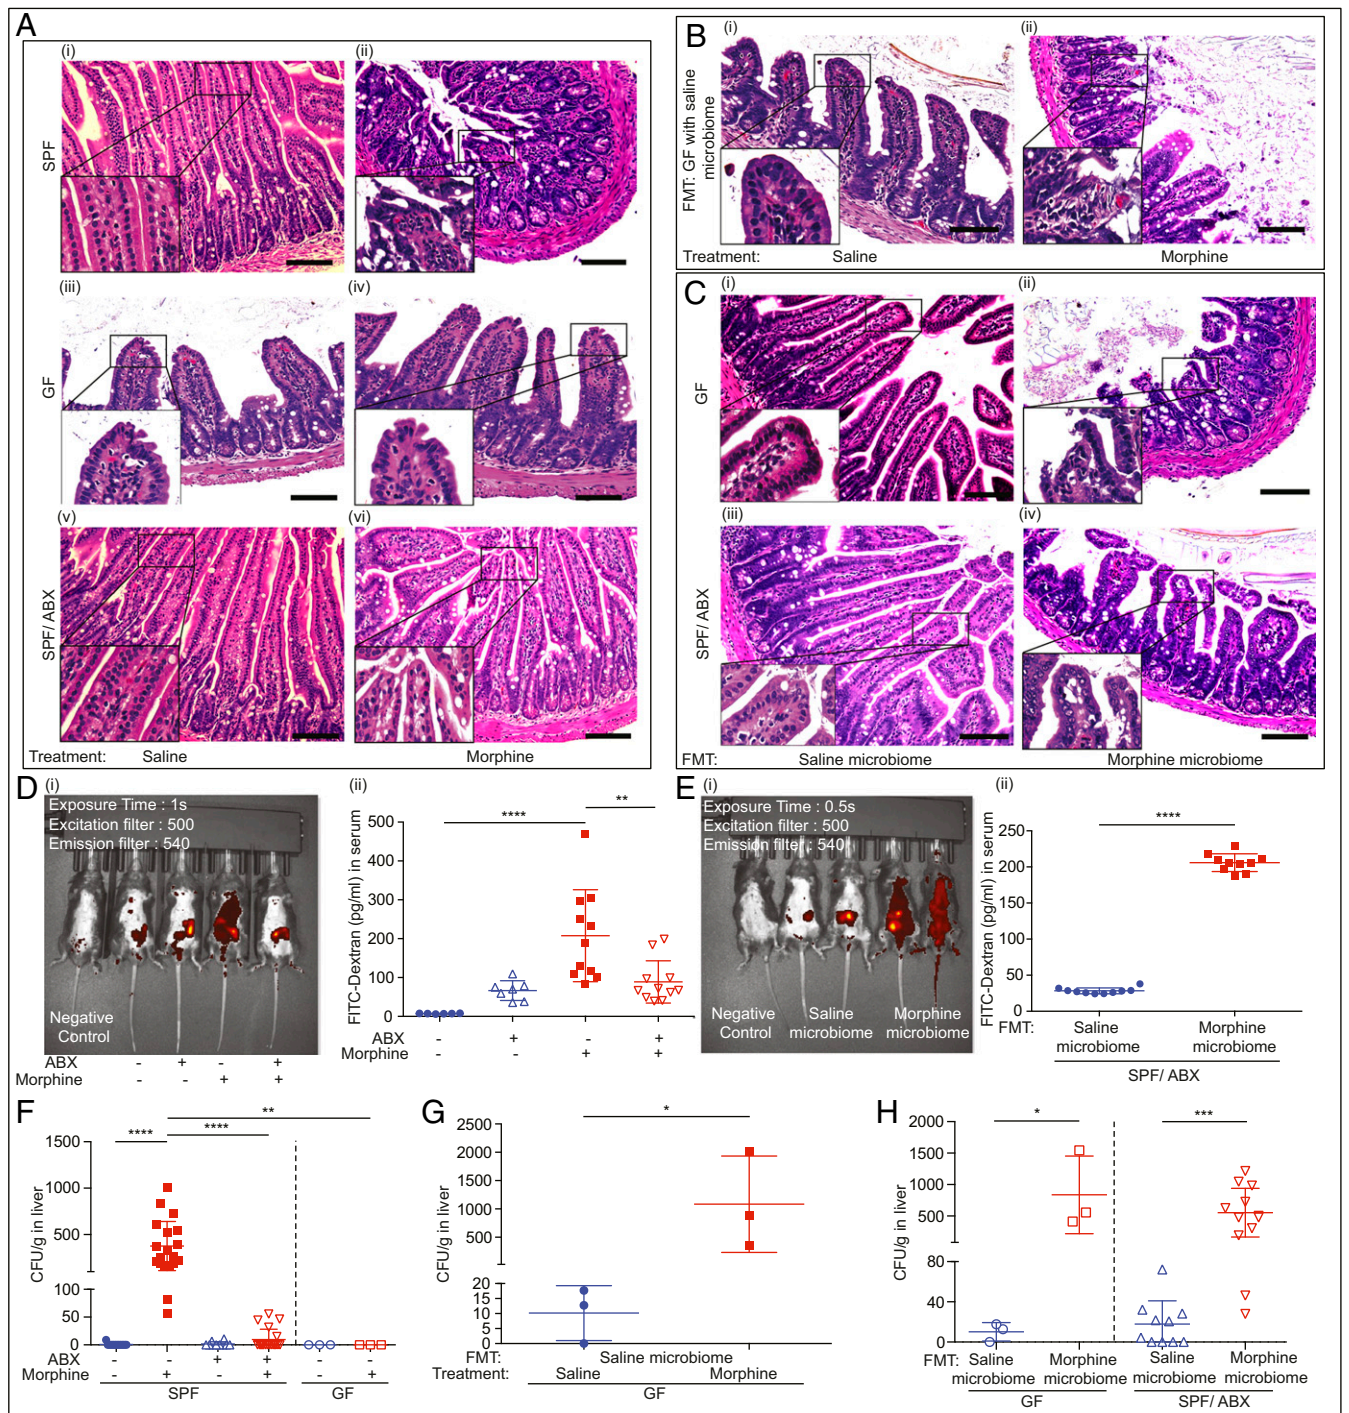 A
(i)
(ii)
SPF
(iii)
(iv)
GF
(v)
(vi)
SPF/ ABX
Treatment:
Saline
Morphine
B
(i)
(ii)
FMT: GF with saline
microbiome
Treatment:
Saline
Morphine
C
(i)
(ii)
GF
(iii)
(iv)
SPF/ ABX
FMT:
Saline microbiome
Morphine microbiome
D
(i)
Exposure Time : 1s
Excitation filter : 500
Emission filter : 540
Negative
Control
ABX - + - +
Morphine - - + +
(ii)
**
****
FITC-Dextran (pg/ml) in serum
500
400
300
200
100
0
ABX - + - +
Morphine - - + +
E
(i)
Exposure Time : 0.5s
Excitation filter : 500
Emission filter : 540
Negative
Control
Saline
microbiome
Morphine
microbiome
(ii)
****
FITC-Dextran (pg/ml) in serum
250
200
150
100
50
0
FMT:
Saline
microbiome
Morphine
microbiome
SPF/ ABX
F
**
****
****
CFU/g in liver
1500
1000
500
100
50
0
ABX - - + + - -
Morphine - + - + - +
SPF
GF
G
*
CFU/g in liver
2500
2000
1500
1000
500
20
15
10
5
0
FMT:
Saline microbiome
Treatment:
Saline
Morphine
GF
H
*
***
CFU/g in liver
2000
1500
1000
500
80
40
0
FMT:
Saline
microbiome
Morphine
microbiome
Saline
microbiome
Morphine
microbiome
GF
SPF/ ABX